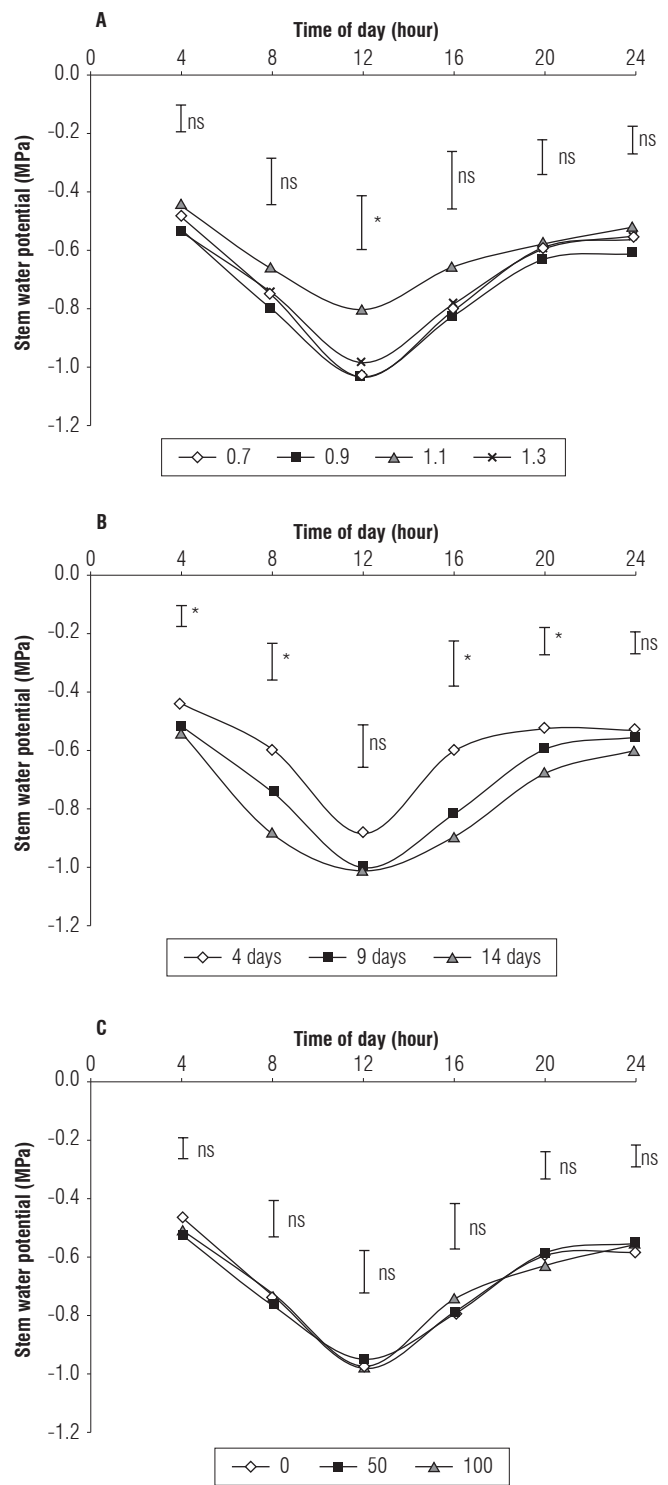 A
Time of day (hour)
0 4 8 12 16 20 24
0.0
-0.2
-0.4
-0.6
-0.8
-1.0
-1.2
Stem water potential (MPa)
ns ns * ns ns ns
0.7 0.9 1.1 1.3
B
Time of day (hour)
0 4 8 12 16 20 24
0.0
-0.2
-0.4
-0.6
-0.8
-1.0
-1.2
Stem water potential (MPa)
* * ns * * ns
4 days 9 days 14 days
C
Time of day (hour)
0 4 8 12 16 20 24
0.0
-0.2
-0.4
-0.6
-0.8
-1.0
-1.2
Stem water potential (MPa)
ns ns ns ns ns ns
0 50 100